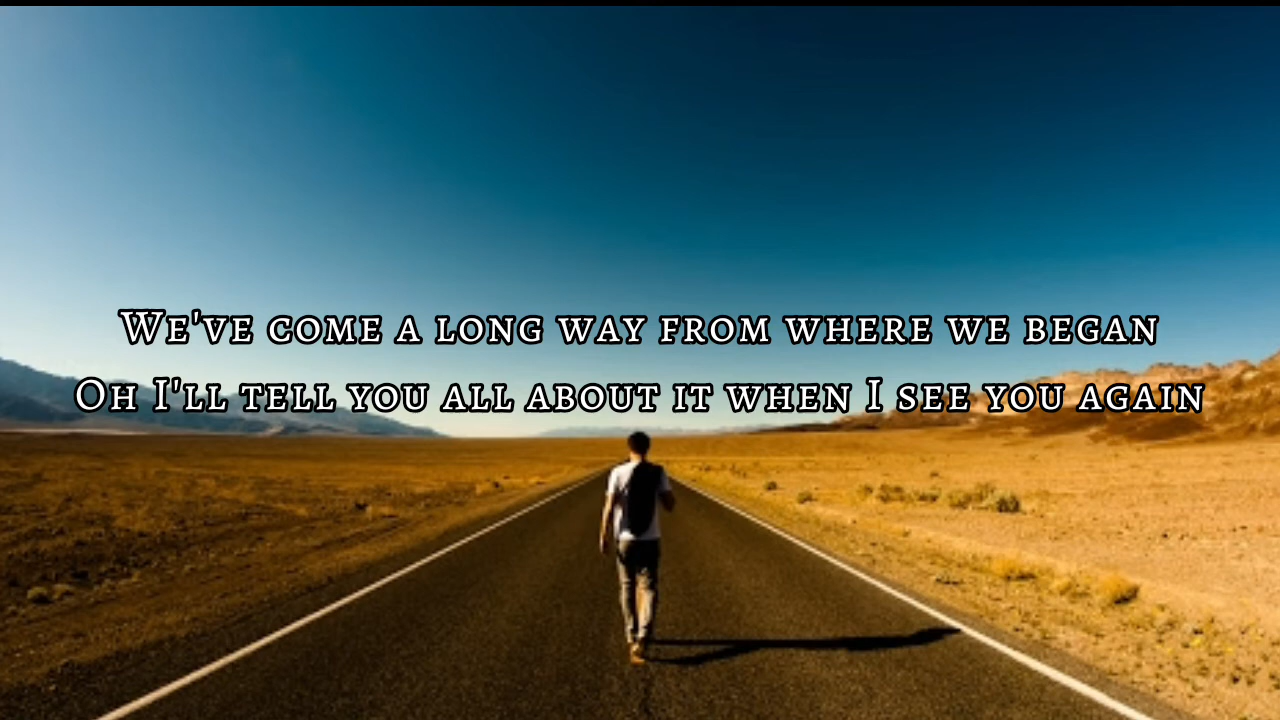 We've come a long way from where we began
Oh I'll tell you all about it when I see you again